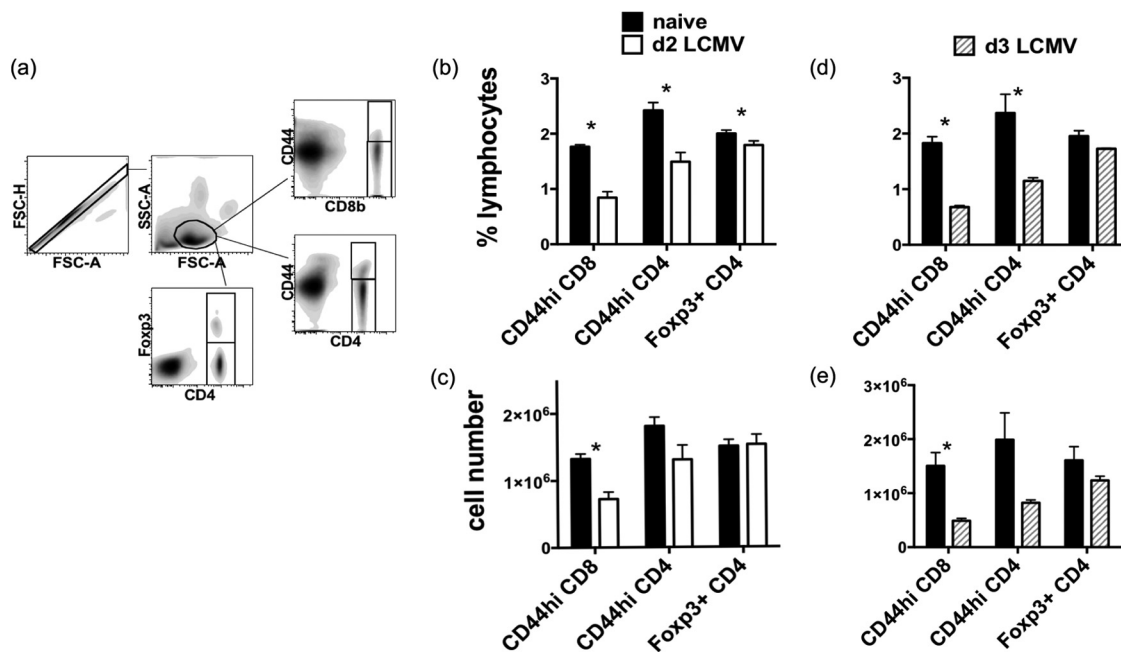 naive
d2 LCMV
d3 LCMV
(a)
FSC-H
FSC-A
SSC-A
FSC-A
CD44
CD8b
CD44
CD4
Foxp3
CD4
(b)
% lymphocytes
3
2
1
0
*
*
*
CD44hi CD8
CD44hi CD4
Foxp3+ CD4
(d)
3
2
1
0
*
*
CD44hi CD8
CD44hi CD4
Foxp3+ CD4
(c)
cell number
2×10⁶
1×10⁶
0
*
CD44hi CD8
CD44hi CD4
Foxp3+ CD4
(e)
3×10⁶
2×10⁶
1×10⁶
0
*
CD44hi CD8
CD44hi CD4
Foxp3+ CD4